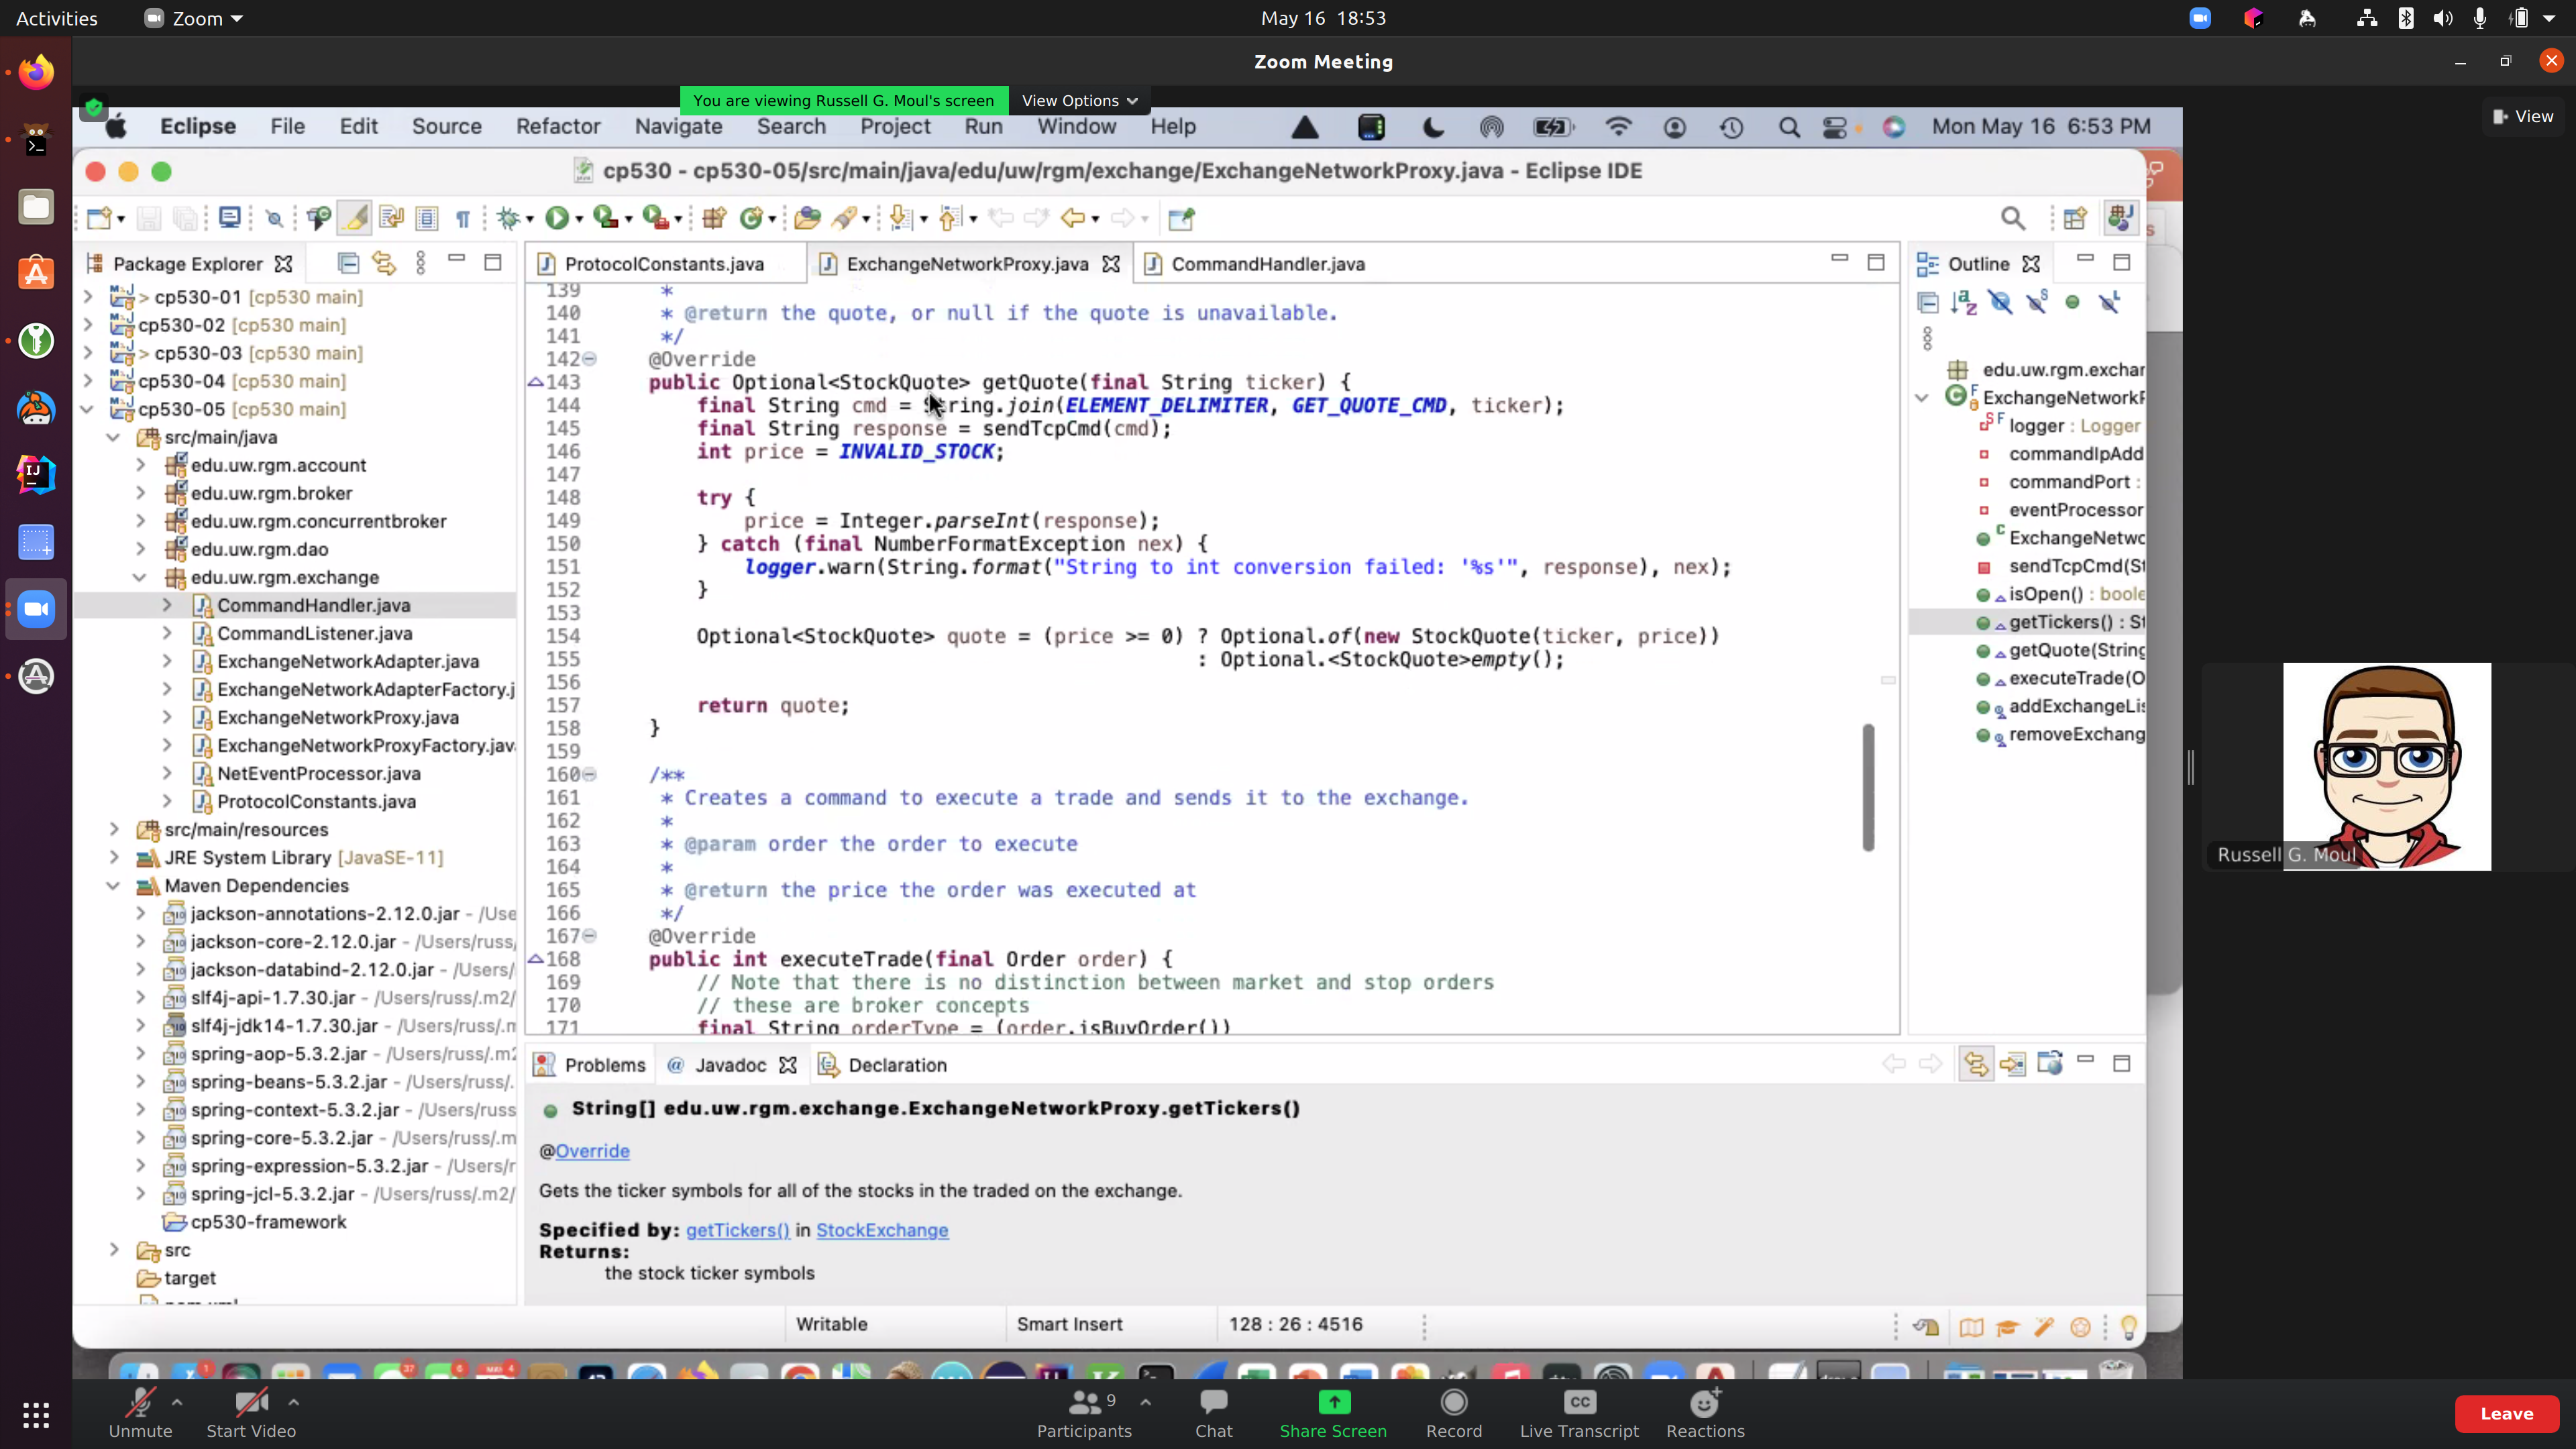 Activities
Zoom
May 16 18:53
Zoom Meeting
You are viewing Russell G. Moul's screen
View Options
View
Eclipse File Edit Source Refactor Navigate Search Project Run Window Help
Mon May 16 6:53 PM
cp530 - cp530-05/src/main/java/edu/uw/rgm/exchange/ExchangeNetworkProxy.java - Eclipse IDE
Package Explorer
> cp530-01 [cp530 main]
cp530-02 [cp530 main]
> cp530-03 [cp530 main]
cp530-04 [cp530 main]
cp530-05 [cp530 main]
src/main/java
edu.uw.rgm.account
edu.uw.rgm.broker
edu.uw.rgm.concurrentbroker
edu.uw.rgm.dao
edu.uw.rgm.exchange
CommandHandler.java
CommandListener.java
ExchangeNetworkAdapter.java
ExchangeNetworkAdapterFactory.j
ExchangeNetworkProxy.java
ExchangeNetworkProxyFactory.jav
NetEventProcessor.java
ProtocolConstants.java
src/main/resources
JRE System Library [JavaSE-11]
Maven Dependencies
jackson-annotations-2.12.0.jar - /Use
jackson-core-2.12.0.jar - /Users/russ/
jackson-databind-2.12.0.jar - /Users/
slf4j-api-1.7.30.jar - /Users/russ/.m2/
slf4j-jdk14-1.7.30.jar - /Users/russ/.m
spring-aop-5.3.2.jar - /Users/russ/.m2
spring-beans-5.3.2.jar - /Users/russ/.
spring-context-5.3.2.jar - /Users/russ
spring-core-5.3.2.jar - /Users/russ/.m
spring-expression-5.3.2.jar - /Users/r
spring-jcl-5.3.2.jar - /Users/russ/.m2/
cp530-framework
src
target
ProtocolConstants.java
ExchangeNetworkProxy.java
CommandHandler.java
139 *
140 * @return the quote, or null if the quote is unavailable.
141 */
142 @Override
143 public Optional<StockQuote> getQuote(final String ticker) {
144 final String cmd = String.join(ELEMENT_DELIMITER, GET_QUOTE_CMD, ticker);
145 final String response = sendTcpCmd(cmd);
146 int price = INVALID_STOCK;
147
148 try {
149 price = Integer.parseInt(response);
150 } catch (final NumberFormatException nex) {
151 logger.warn(String.format("String to int conversion failed: '%s'", response), nex);
152 }
153
154 Optional<StockQuote> quote = (price >= 0) ? Optional.of(new StockQuote(ticker, price))
155 : Optional.<StockQuote>empty();
156
157 return quote;
158 }
159
160 /**
161 * Creates a command to execute a trade and sends it to the exchange.
162 *
163 * @param order the order to execute
164 *
165 * @return the price the order was executed at
166 */
167 @Override
168 public int executeTrade(final Order order) {
169 // Note that there is no distinction between market and stop orders
170 // these are broker concepts
171 final String orderType = (order.isBuyOrder())
Outline
edu.uw.rgm.exchar
ExchangeNetworkP
logger : Logger
commandIpAdd
commandPort :
eventProcessor
ExchangeNetwo
sendTcpCmd(St
isOpen() : boole
getTickers() : St
getQuote(String
executeTrade(O
addExchangeLis
removeExchang
Problems
@ Javadoc
Declaration
String[] edu.uw.rgm.exchange.ExchangeNetworkProxy.getTickers()
@Override
Gets the ticker symbols for all of the stocks in the traded on the exchange.
Specified by: getTickers() in StockExchange
Returns:
the stock ticker symbols
Writable
Smart Insert
128 : 26 : 4516
Russell G. Moul
Unmute
Start Video
9
Participants
Chat
Share Screen
Record
CC
Live Transcript
Reactions
Leave